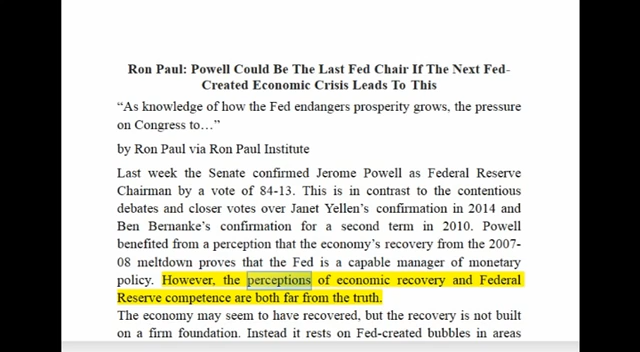 Ron Paul: Powell Could Be The Last Fed Chair If The Next Fed-
Created Economic Crisis Leads To This
“As knowledge of how the Fed endangers prosperity grows, the pressure
on Congress to…”
by Ron Paul via Ron Paul Institute
Last week the Senate confirmed Jerome Powell as Federal Reserve
Chairman by a vote of 84-13. This is in contrast to the contentious
debates and closer votes over Janet Yellen’s confirmation in 2014 and
Ben Bernanke’s confirmation for a second term in 2010. Powell
benefited from a perception that the economy’s recovery from the 2007-
08 meltdown proves that the Fed is a capable manager of monetary
policy. However, the perceptions of economic recovery and Federal
Reserve competence are both far from the truth.
The economy may seem to have recovered, but the recovery is not built
on a firm foundation. Instead it rests on Fed-created bubbles in areas